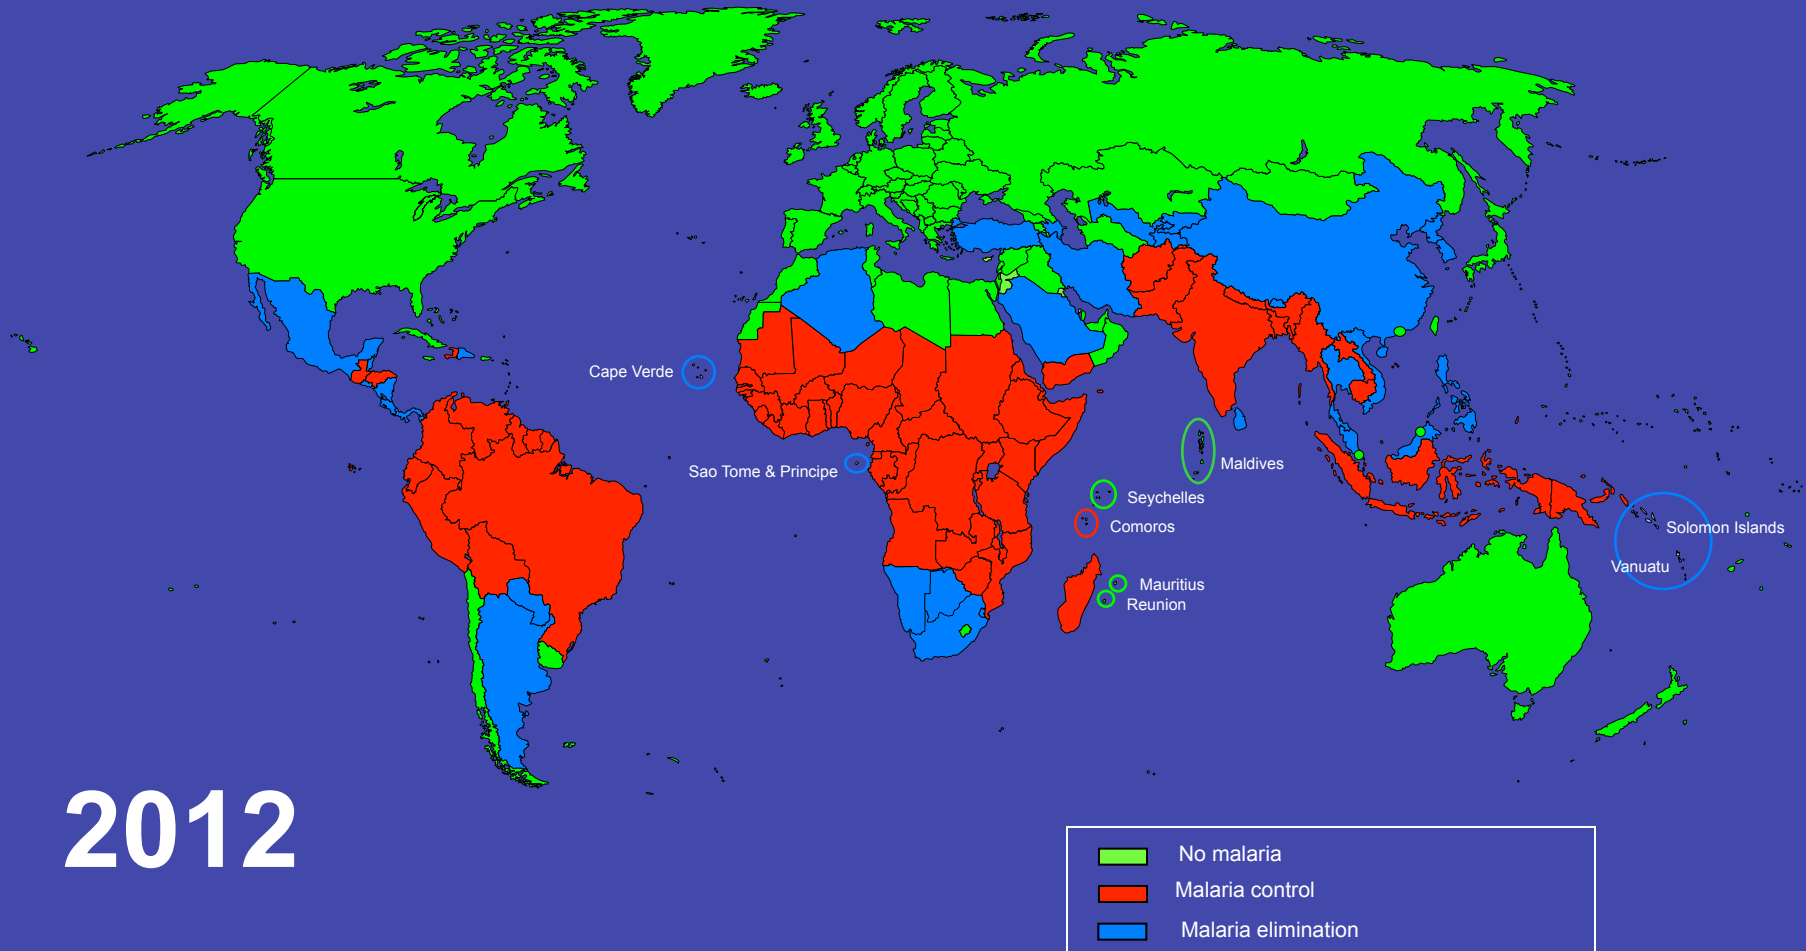 Cape Verde
Sao Tome & Principe
Maldives
Seychelles
Comoros
Solomon Islands
Vanuatu
Mauritius
Reunion
2012
No malaria
Malaria control
Malaria elimination